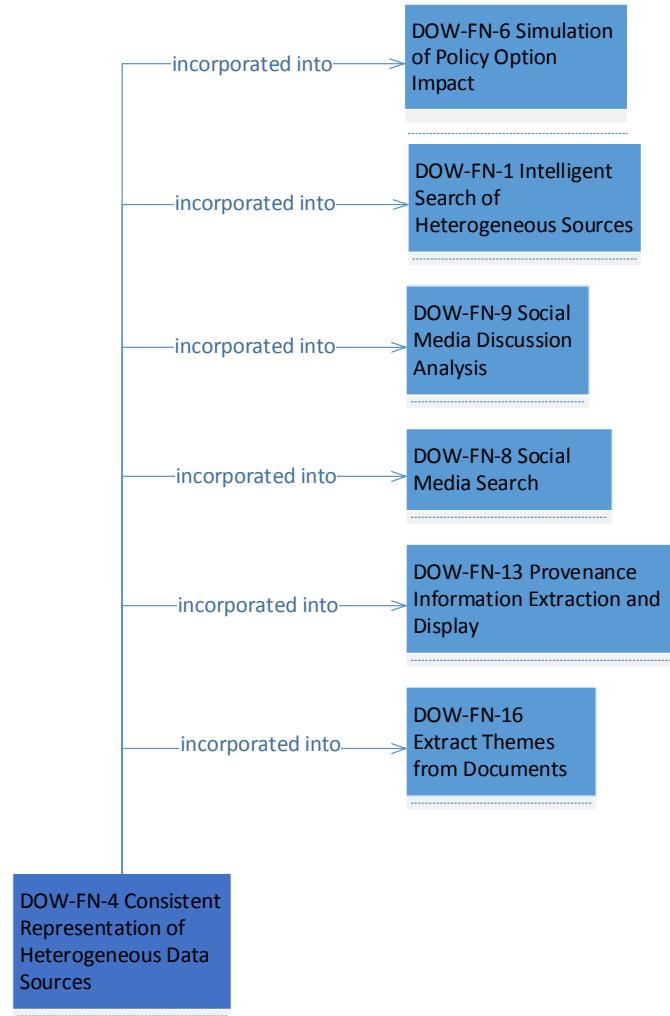 DOW-FN-6 Simulation
of Policy Option
Impact
incorporated into
DOW-FN-1 Intelligent
Search of
Heterogeneous Sources
incorporated into
DOW-FN-9 Social
Media Discussion
Analysis
incorporated into
DOW-FN-8 Social
Media Search
incorporated into
DOW-FN-13 Provenance
Information Extraction and
Display
incorporated into
DOW-FN-16
Extract Themes
from Documents
incorporated into
DOW-FN-4 Consistent
Representation of
Heterogeneous Data
Sources